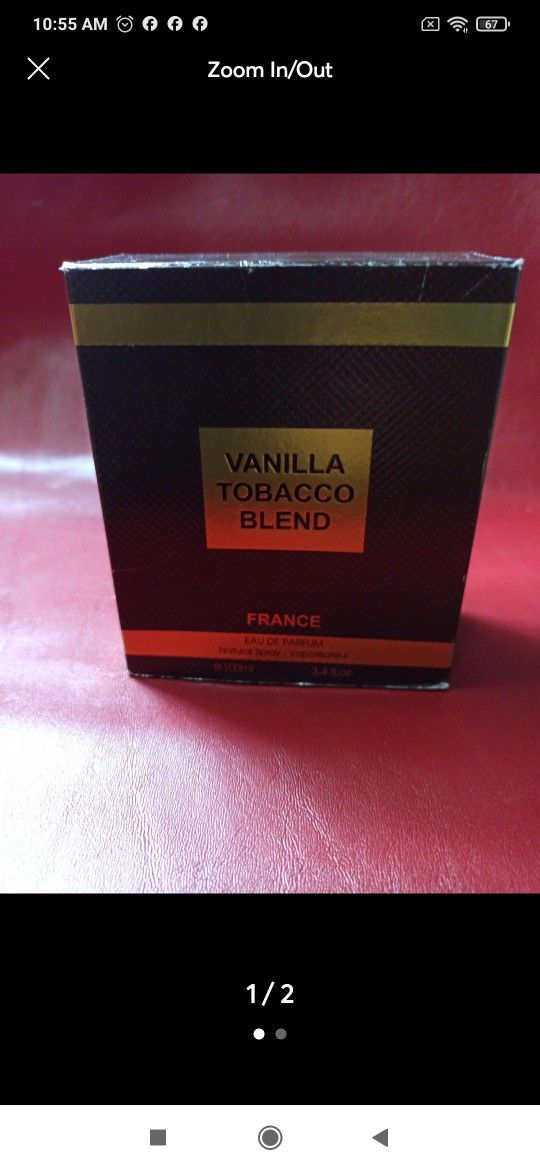 10:55 AM
67
Zoom In/Out
VANILLA
TOBACCO
BLEND
FRANCE
EAU DE PARFUM
Natural Spray - Vaporisateur
℮100ml 3.4 fl.oz
1/2